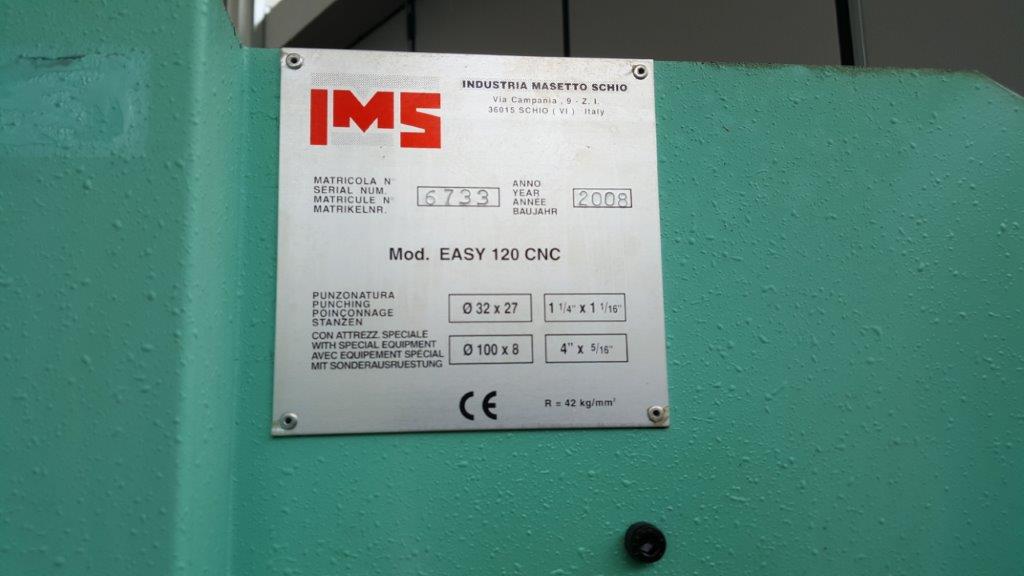 IMS
INDUSTRIA MASETTO SCHIO
Via Campania , 9 - Z. I.
36015 SCHIO ( VI ) Italy
MATRICOLA N°
SERIAL NUM.
MATRICULE N°
MATRIKELNR.
6733
ANNO
YEAR
ANNÉE
BAUJAHR
2008
Mod. EASY 120 CNC
PUNZONATURA
PUNCHING
POINÇONNAGE
STANZEN
Ø 32 x 27
1 1/4" x 1 1/16"
CON ATTREZZ. SPECIALE
WITH SPECIAL EQUIPMENT
AVEC EQUIPEMENT SPÉCIAL
MIT SONDERAUSRUESTUNG
Ø 100 x 8
4" x 5/16"
CE
R = 42 kg/mm²